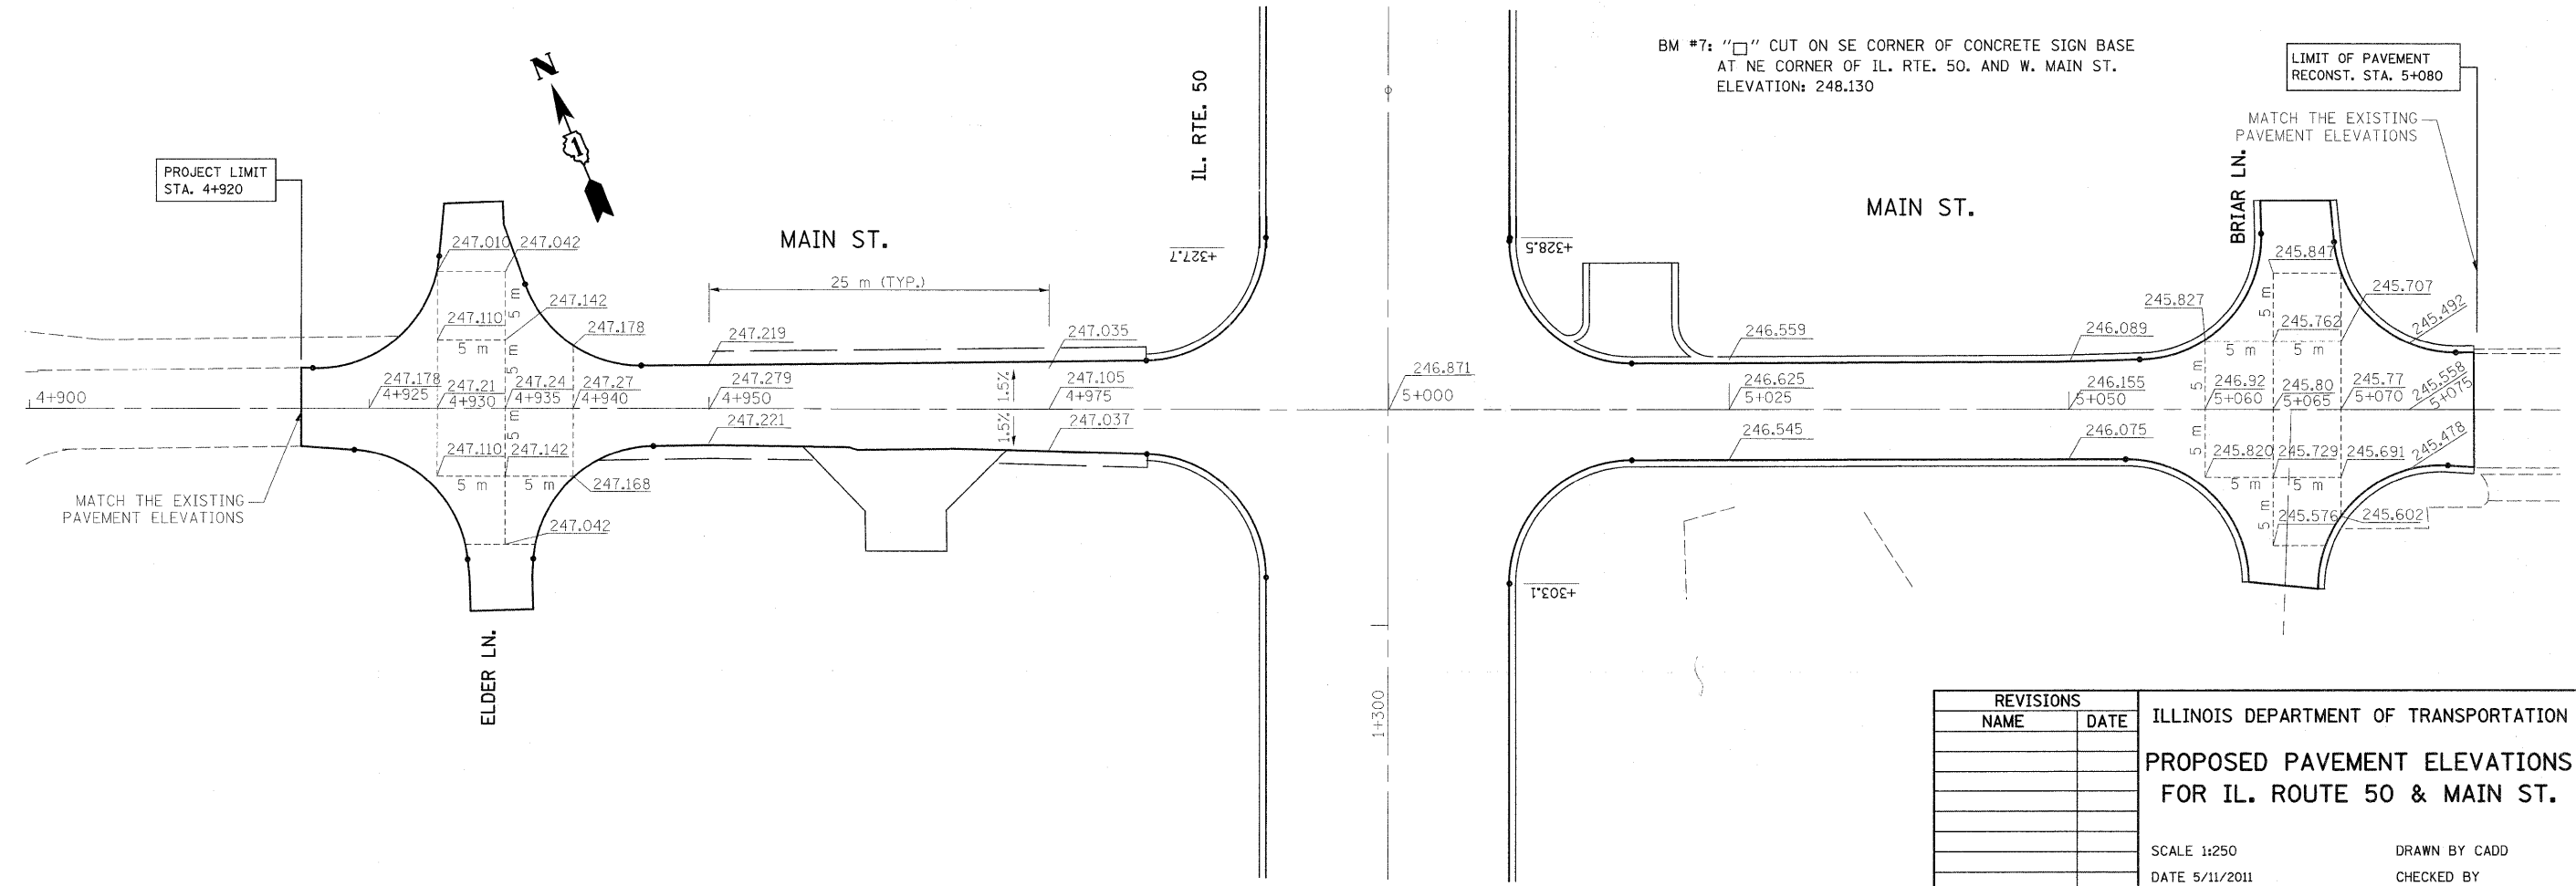 BM #7: "□" CUT ON SE CORNER OF CONCRETE SIGN BASE
AT NE CORNER OF IL. RTE. 50. AND W. MAIN ST.
ELEVATION: 248.130
LIMIT OF PAVEMENT
RECONST. STA. 5+080
MATCH THE EXISTING
PAVEMENT ELEVATIONS
N
1
PROJECT LIMIT
STA. 4+920
IL. RTE. 50
BRIAR LN.
MAIN ST.
MAIN ST.
+327.7
+328.5
25 m (TYP.)
247.010
247.042
247.142
247.110
247.178
5 m
5 m
5 m
247.219
247.035
246.559
246.089
245.827
245.847
245.707
245.762
245.492
5 m
5 m
5 m
4+900
247.178
4+925
247.21
4+930
247.24
4+935
247.27
4+940
247.279
4+950
1.5%
247.105
4+975
246.871
5+000
246.625
5+025
246.155
5+050
5 m
246.92
5+060
245.80
5+065
245.77
5+070
245.558
5+075
5 m
247.221
1.5%
247.037
246.545
246.075
5 m
247.110
247.142
247.168
5 m
5 m
245.820
245.729
245.691
245.478
5 m
5 m
MATCH THE EXISTING
PAVEMENT ELEVATIONS
247.042
5 m
245.576
245.602
+303.1
ELDER LN.
1+300
REVISIONS
NAME
DATE
ILLINOIS DEPARTMENT OF TRANSPORTATION
PROPOSED PAVEMENT ELEVATIONS
FOR IL. ROUTE 50 & MAIN ST.
SCALE 1:250
DRAWN BY CADD
DATE 5/11/2011
CHECKED BY